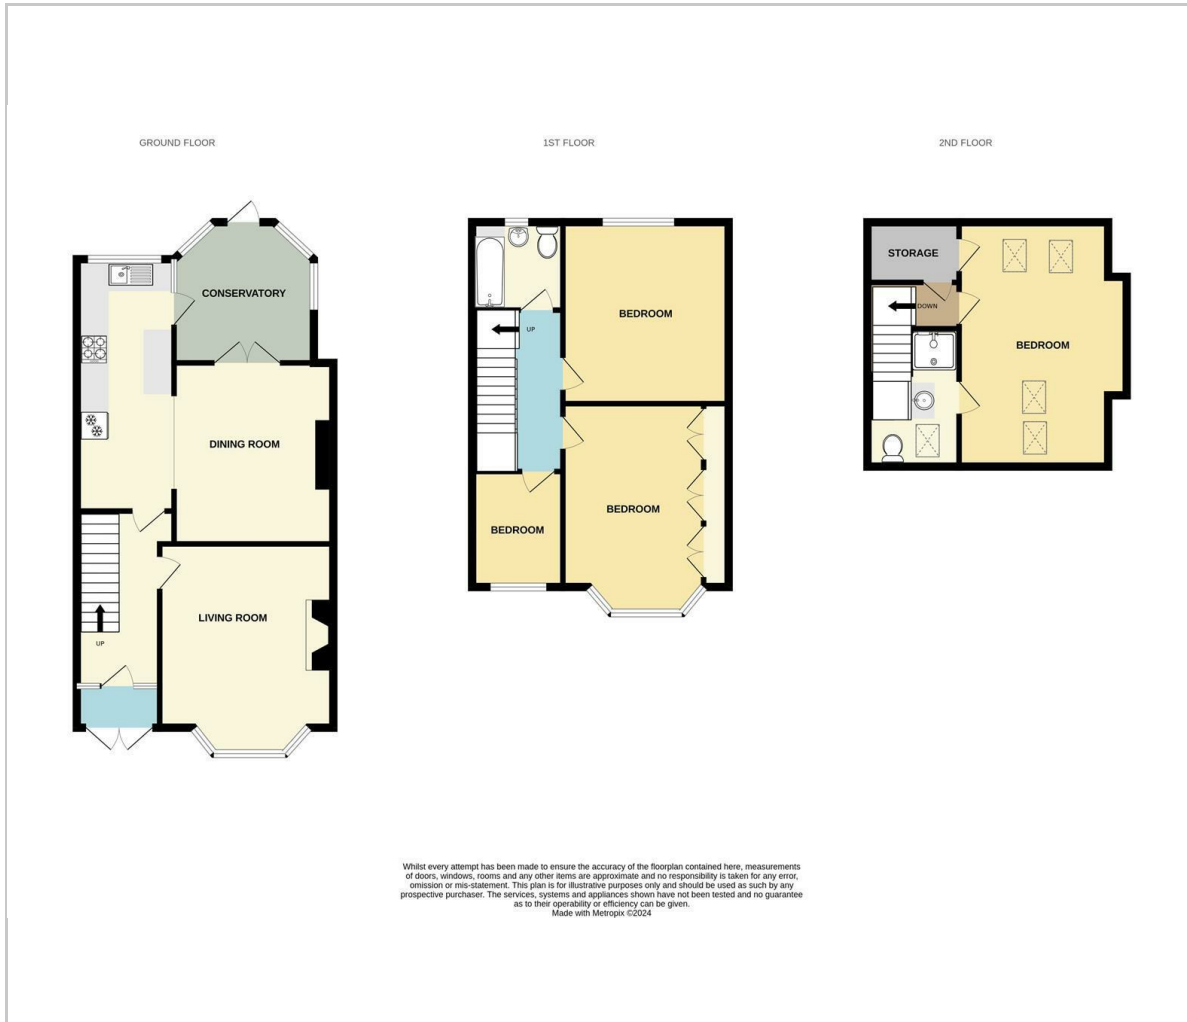 GROUND FLOOR
1ST FLOOR
2ND FLOOR
CONSERVATORY
DINING ROOM
LIVING ROOM
UP
UP
BEDROOM
BEDROOM
BEDROOM
STORAGE
DOWN
BEDROOM
Whilst every attempt has been made to ensure the accuracy of the floorplan contained here, measurements
of doors, windows, rooms and any other items are approximate and no responsibility is taken for any error,
omission or mis-statement. This plan is for illustrative purposes only and should be used as such by any
prospective purchaser. The services, systems and appliances shown have not been tested and no guarantee
as to their operability or efficiency can be given.
Made with Metropix ©2024